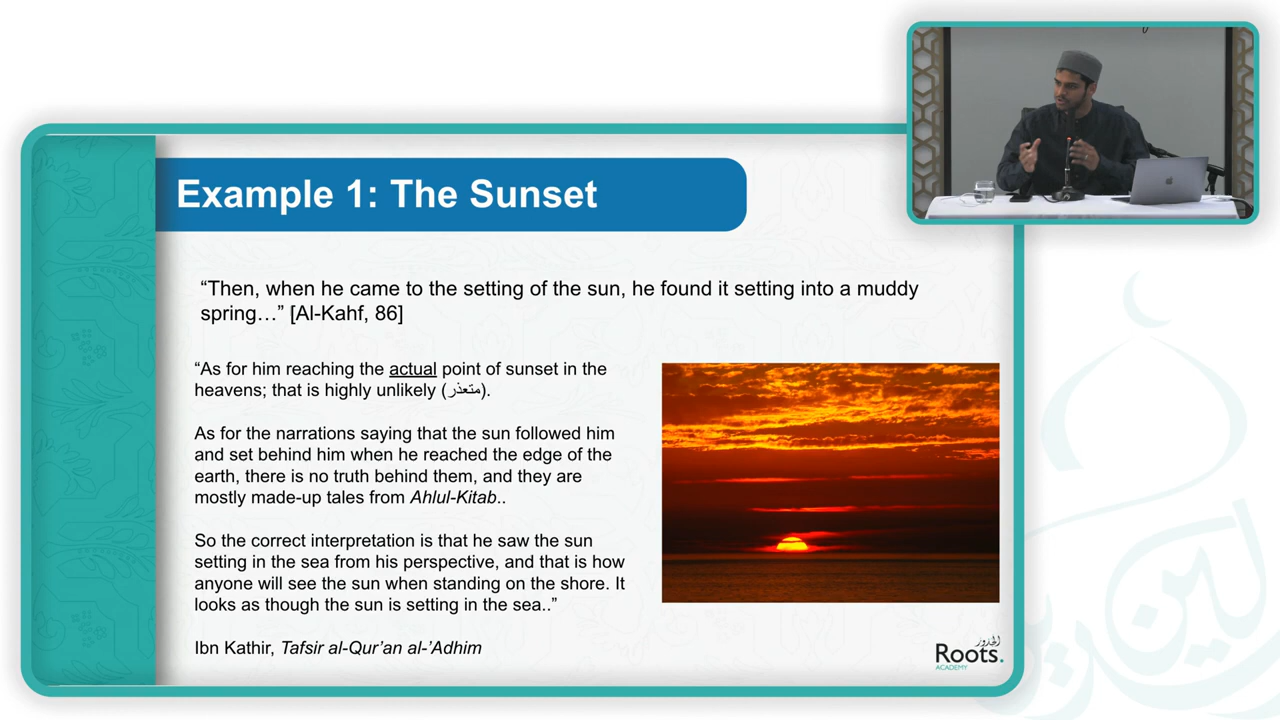 Example 1: The Sunset
“Then, when he came to the setting of the sun, he found it setting into a muddy
spring…” [Al-Kahf, 86]
“As for him reaching the actual point of sunset in the
heavens; that is highly unlikely (متعذر).
As for the narrations saying that the sun followed him
and set behind him when he reached the edge of the
earth, there is no truth behind them, and they are
mostly made-up tales from Ahlul-Kitab..
So the correct interpretation is that he saw the sun
setting in the sea from his perspective, and that is how
anyone will see the sun when standing on the shore. It
looks as though the sun is setting in the sea..”
Ibn Kathir, Tafsir al-Qur’an al-’Adhim
الجذور
Roots.
ACADEMY